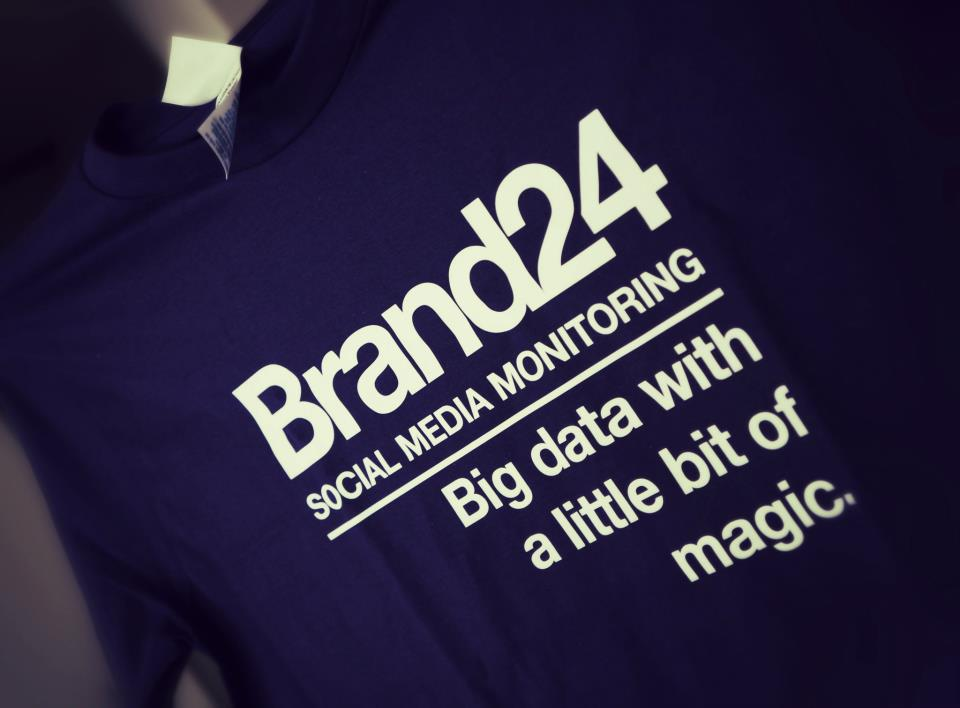 Brand24
SOCIAL MEDIA MONITORING
Big data with
a little bit of
magic.